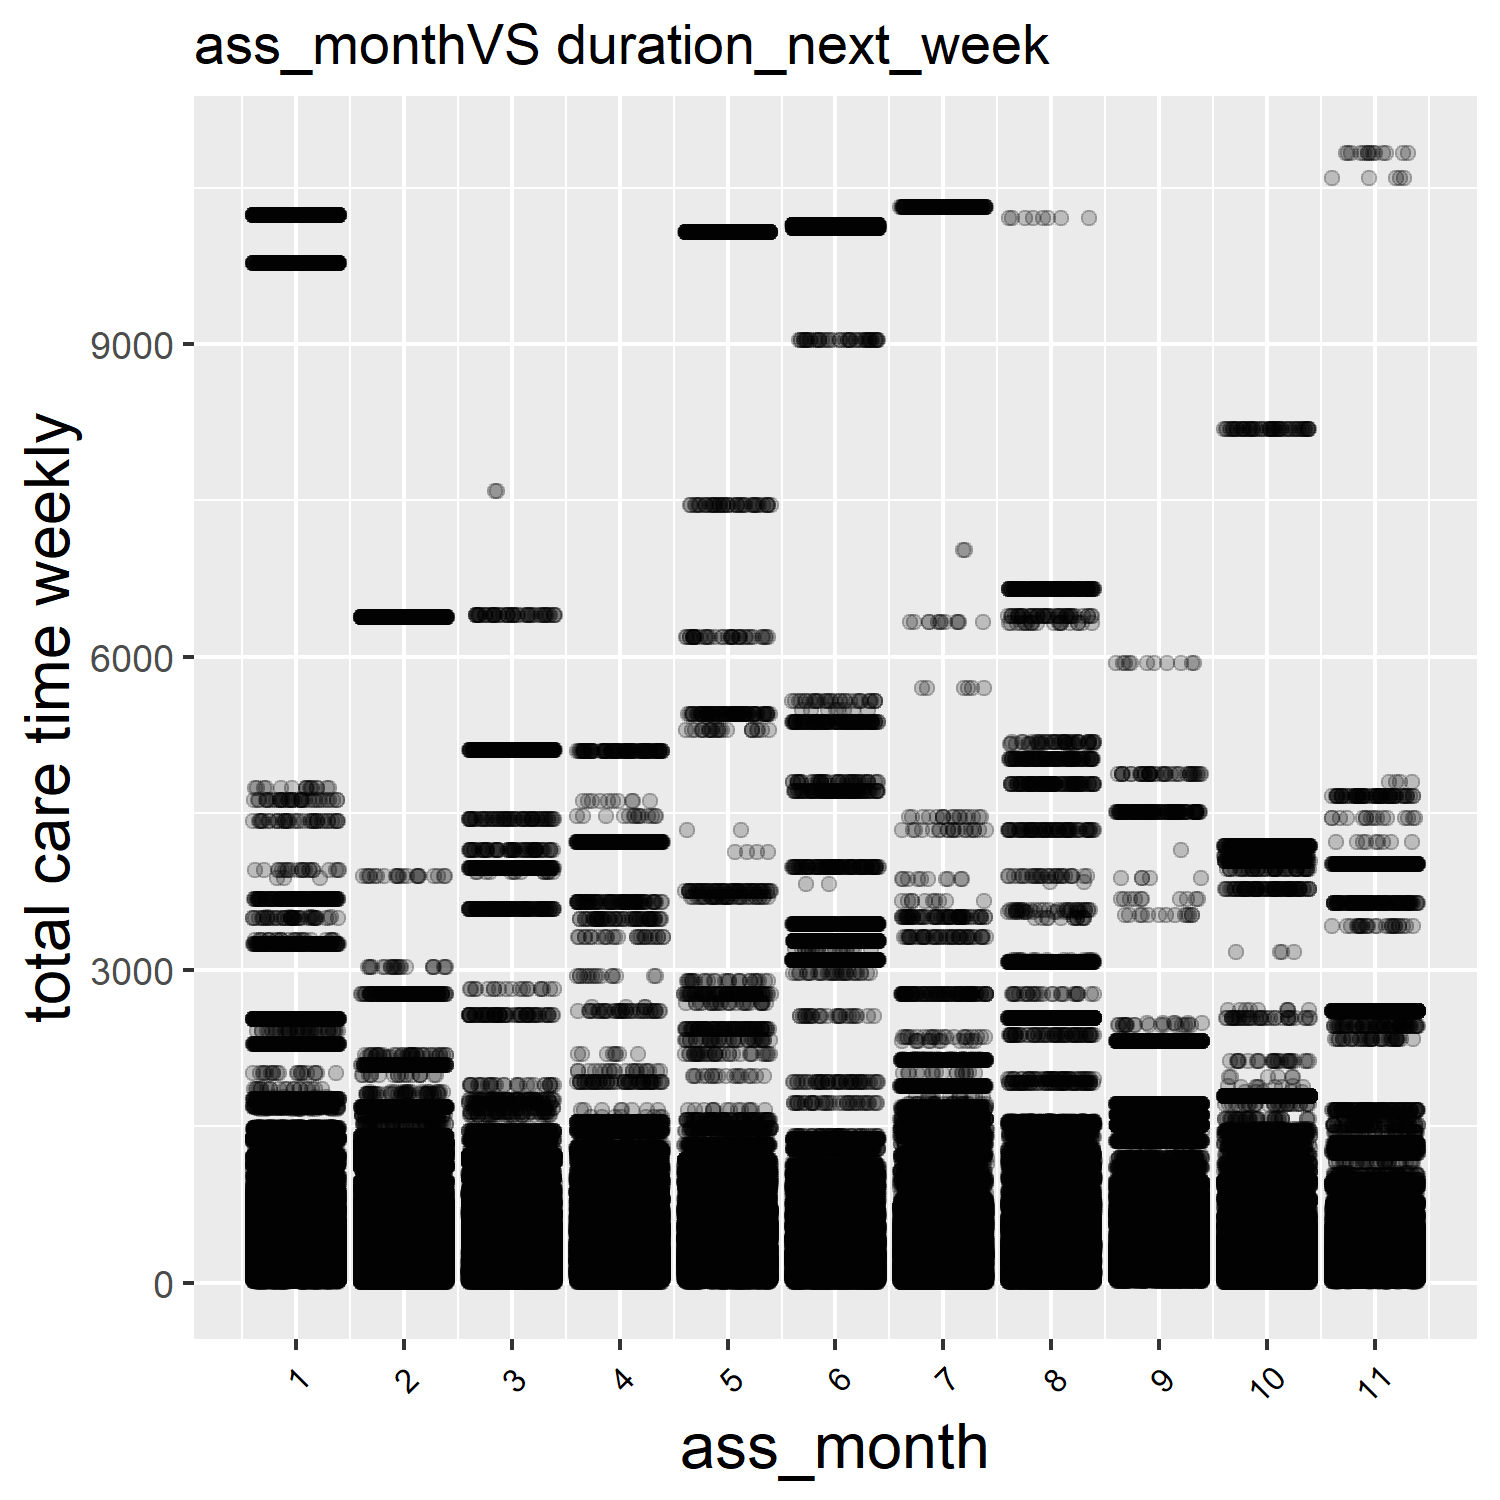 ass_monthVS duration_next_week
total care time weekly
9000
6000
3000
0
1 2 3 4 5 6 7 8 9 10 11
ass_month